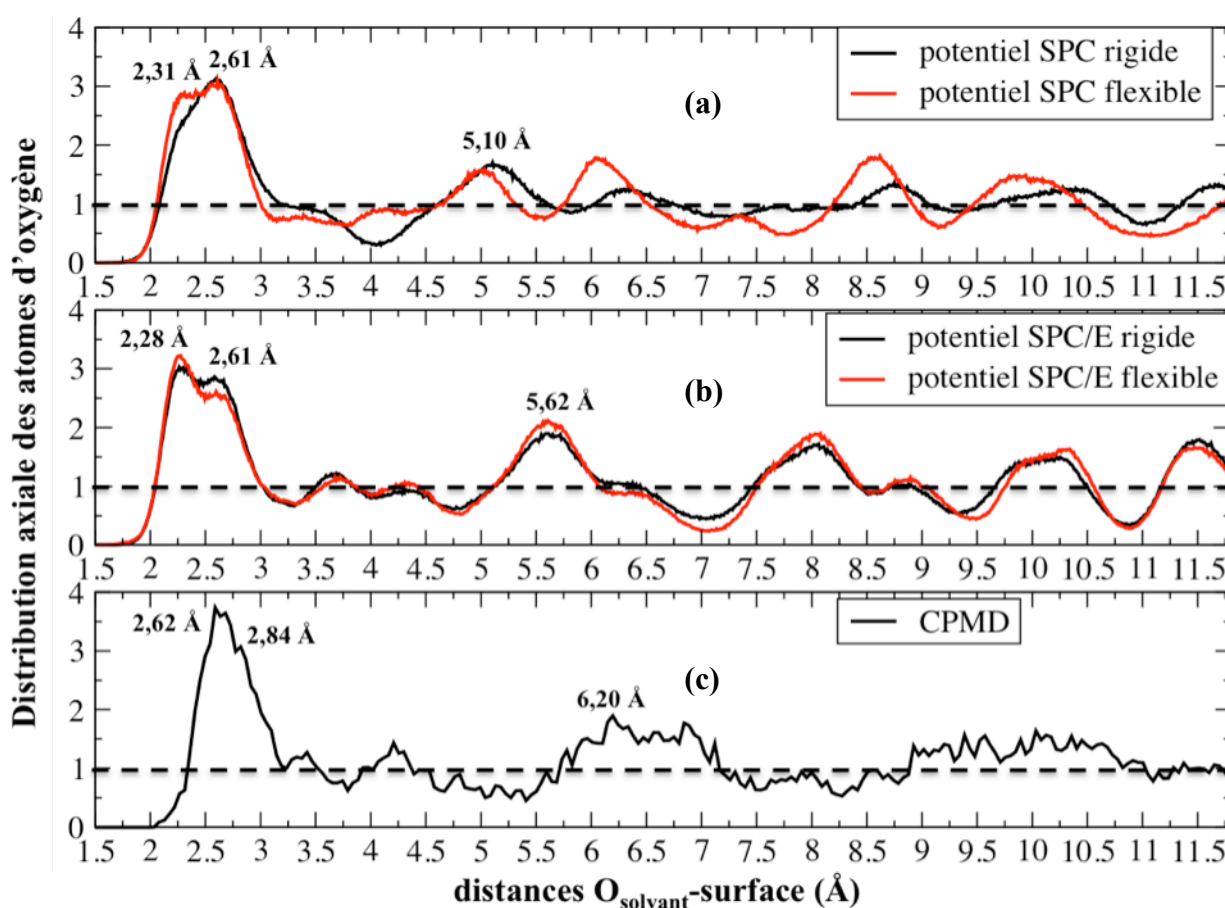 Distribution axiale des atomes d'oxygène
4
3
2
1
0
2,31 Å
2,61 Å
5,10 Å
(a)
potentiel SPC rigide
potentiel SPC flexible
1.5 2 2.5 3 3.5 4 4.5 5 5.5 6 6.5 7 7.5 8 8.5 9 9.5 10 10.5 11 11.5
4
3
2
1
0
2,28 Å
2,61 Å
5,62 Å
(b)
potentiel SPC/E rigide
potentiel SPC/E flexible
1.5 2 2.5 3 3.5 4 4.5 5 5.5 6 6.5 7 7.5 8 8.5 9 9.5 10 10.5 11 11.5
4
3
2
1
0
2,62 Å
2,84 Å
6,20 Å
(c)
CPMD
1.5 2 2.5 3 3.5 4 4.5 5 5.5 6 6.5 7 7.5 8 8.5 9 9.5 10 10.5 11 11.5
distances Osolvant-surface (Å)